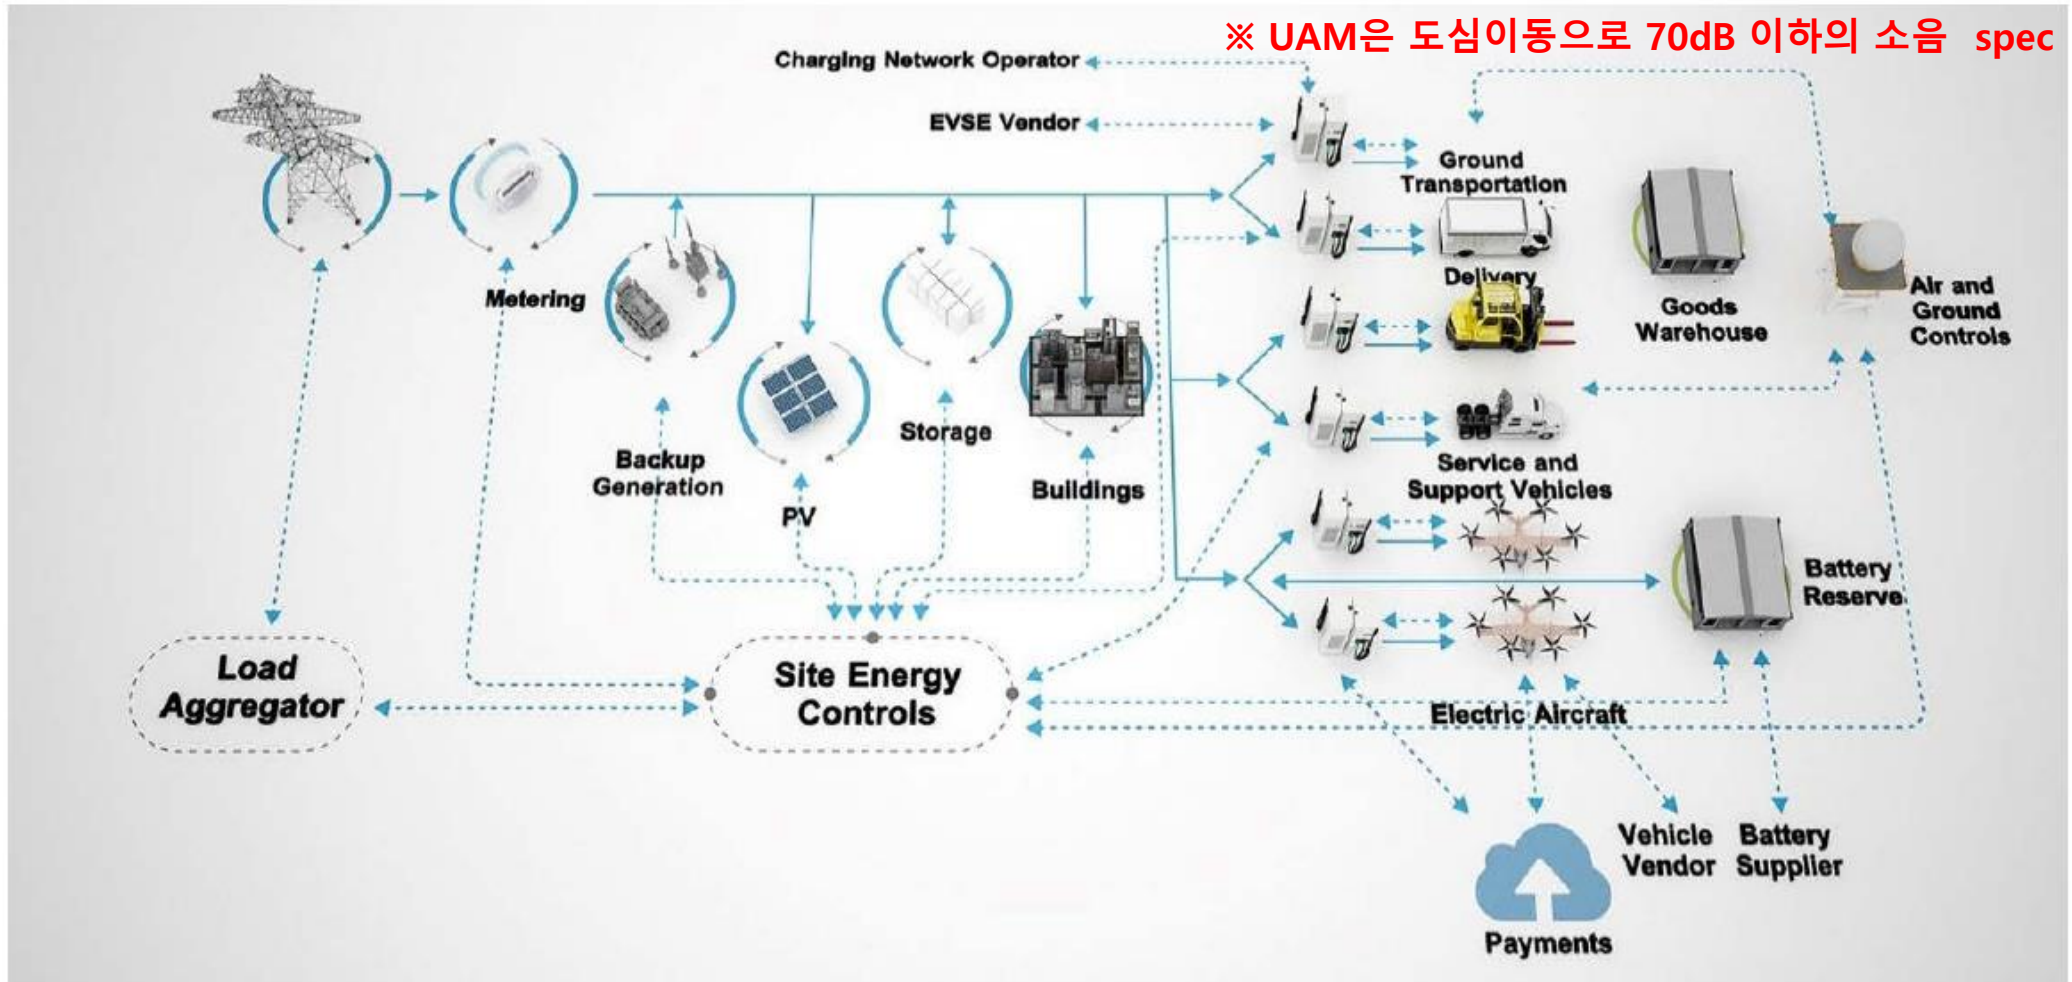 ※ UAM은 도심이동으로 70dB 이하의 소음 spec
Charging Network Operator
EVSE Vendor
Ground
Transportation
Delivery
Metering
Goods
Warehouse
Air and
Ground
Controls
Storage
Backup
Generation
PV
Buildings
Service and
Support Vehicles
Battery
Reserve
Load
Aggregator
Site Energy
Controls
Electric Aircraft
Vehicle
Vendor
Battery
Supplier
Payments